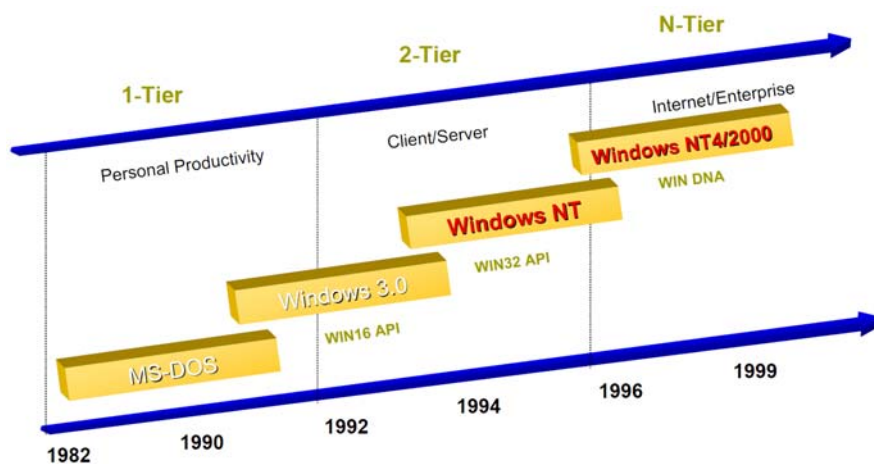 N-Tier
2-Tier
1-Tier
Internet/Enterprise
Client/Server
Personal Productivity
Windows NT4/2000
WIN DNA
Windows NT
WIN32 API
Windows 3.0
WIN16 API
MS-DOS
1982
1990
1992
1994
1996
1999